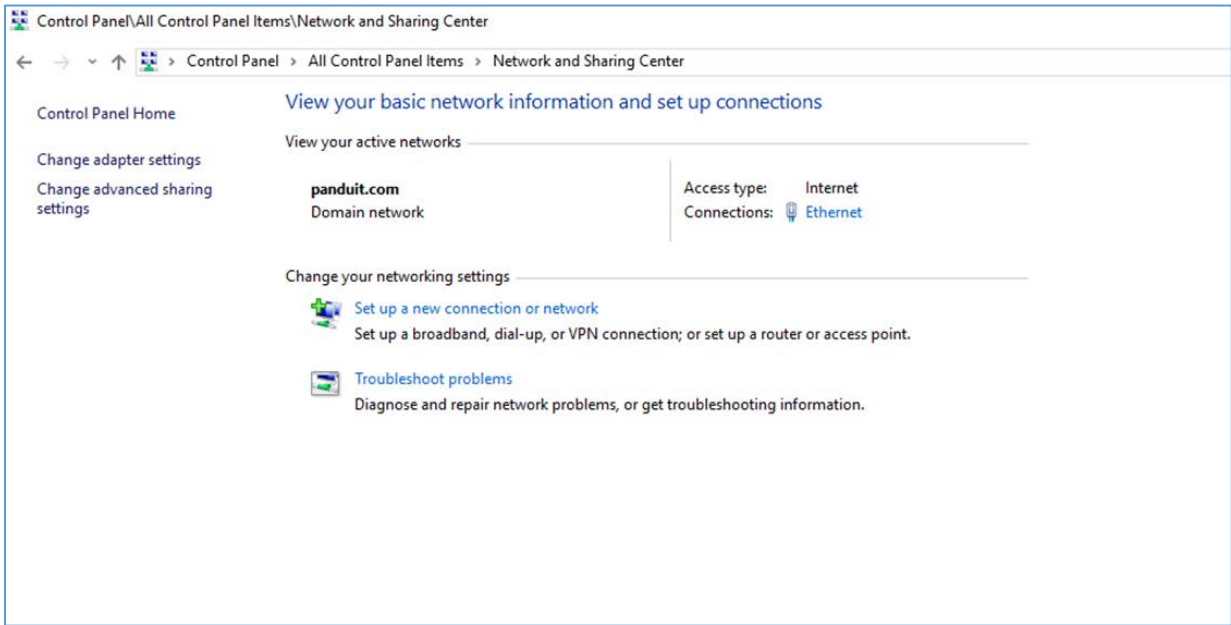 Control Panel\All Control Panel Items\Network and Sharing Center
Control Panel > All Control Panel Items > Network and Sharing Center
Control Panel Home
Change adapter settings
Change advanced sharing
settings
View your basic network information and set up connections
View your active networks
panduit.com
Domain network
Access type: Internet
Connections: Ethernet
Change your networking settings
Set up a new connection or network
Set up a broadband, dial-up, or VPN connection; or set up a router or access point.
Troubleshoot problems
Diagnose and repair network problems, or get troubleshooting information.